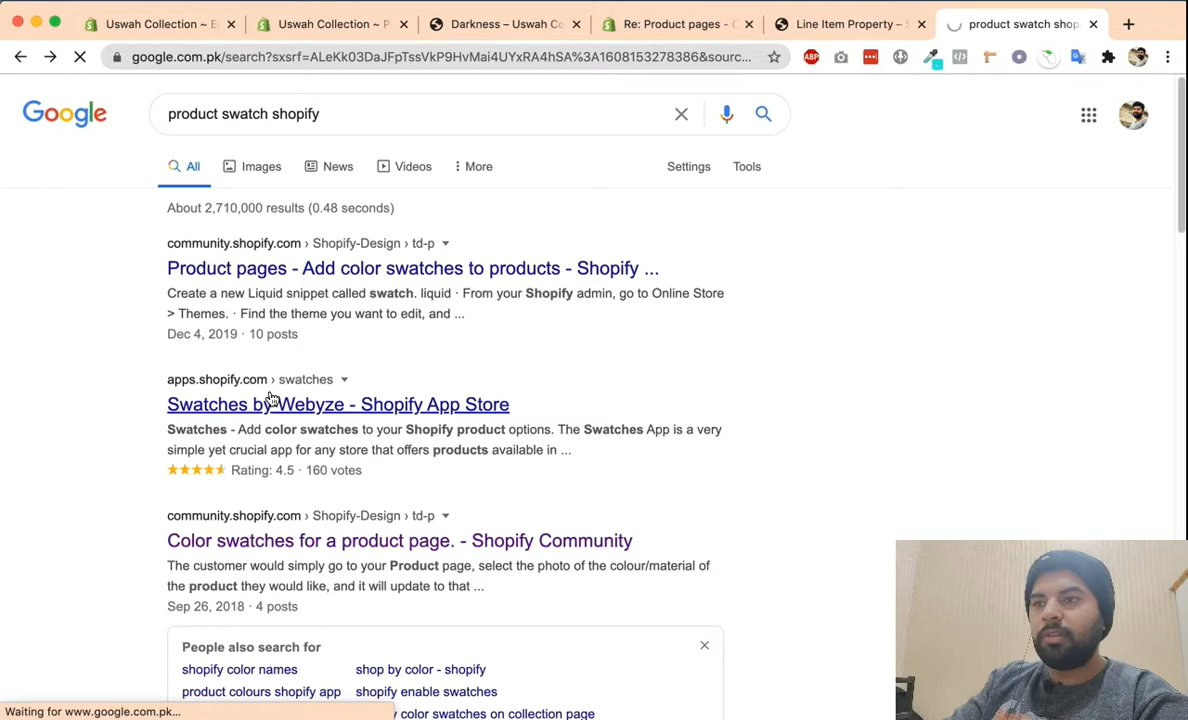 Uswah Collection ~ E
Uswah Collection ~ P
Darkness – Uswah Co
Re: Product pages - C
Line Item Property – S
product swatch shop
google.com.pk/search?sxsrf=ALeKk03DaJFpTssVkP9HvMai4UYxRA4hSA%3A1608153278386&sourc...
ABP
Google
product swatch shopify
All
Images
News
Videos
More
Settings
Tools
About 2,710,000 results (0.48 seconds)
community.shopify.com › Shopify-Design › td-p
Product pages - Add color swatches to products - Shopify ...
Create a new Liquid snippet called swatch. liquid · From your Shopify admin, go to Online Store
> Themes. · Find the theme you want to edit, and ...
Dec 4, 2019 · 10 posts
apps.shopify.com › swatches
Swatches by Webyze - Shopify App Store
Swatches - Add color swatches to your Shopify product options. The Swatches App is a very
simple yet crucial app for any store that offers products available in ...
Rating: 4.5 · 160 votes
community.shopify.com › Shopify-Design › td-p
Color swatches for a product page. - Shopify Community
The customer would simply go to your Product page, select the photo of the colour/material of
the product they would like, and it will update to that ...
Sep 26, 2018 · 4 posts
People also search for
shopify color names
shop by color - shopify
product colours shopify app
shopify enable swatches
color swatches on collection page
Waiting for www.google.com.pk...